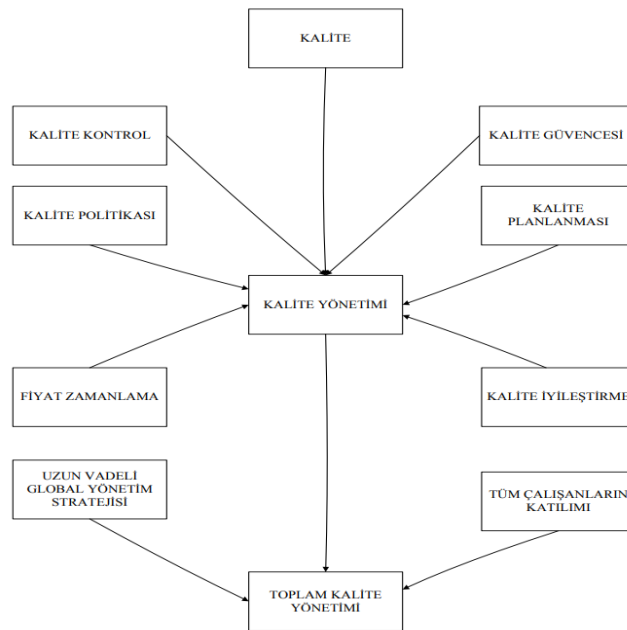 KALİTE
KALİTE KONTROL
KALİTE GÜVENCESİ
KALİTE POLİTİKASI
KALİTE
PLANLANMASI
KALİTE YÖNETİMİ
FİYAT ZAMANLAMA
KALİTE İYİLEŞTİRME
UZUN VADELİ
GLOBAL YÖNETİM
STRATEJİSİ
TÜM ÇALIŞANLARIN
KATILIMI
TOPLAM KALİTE
YÖNETİMİ